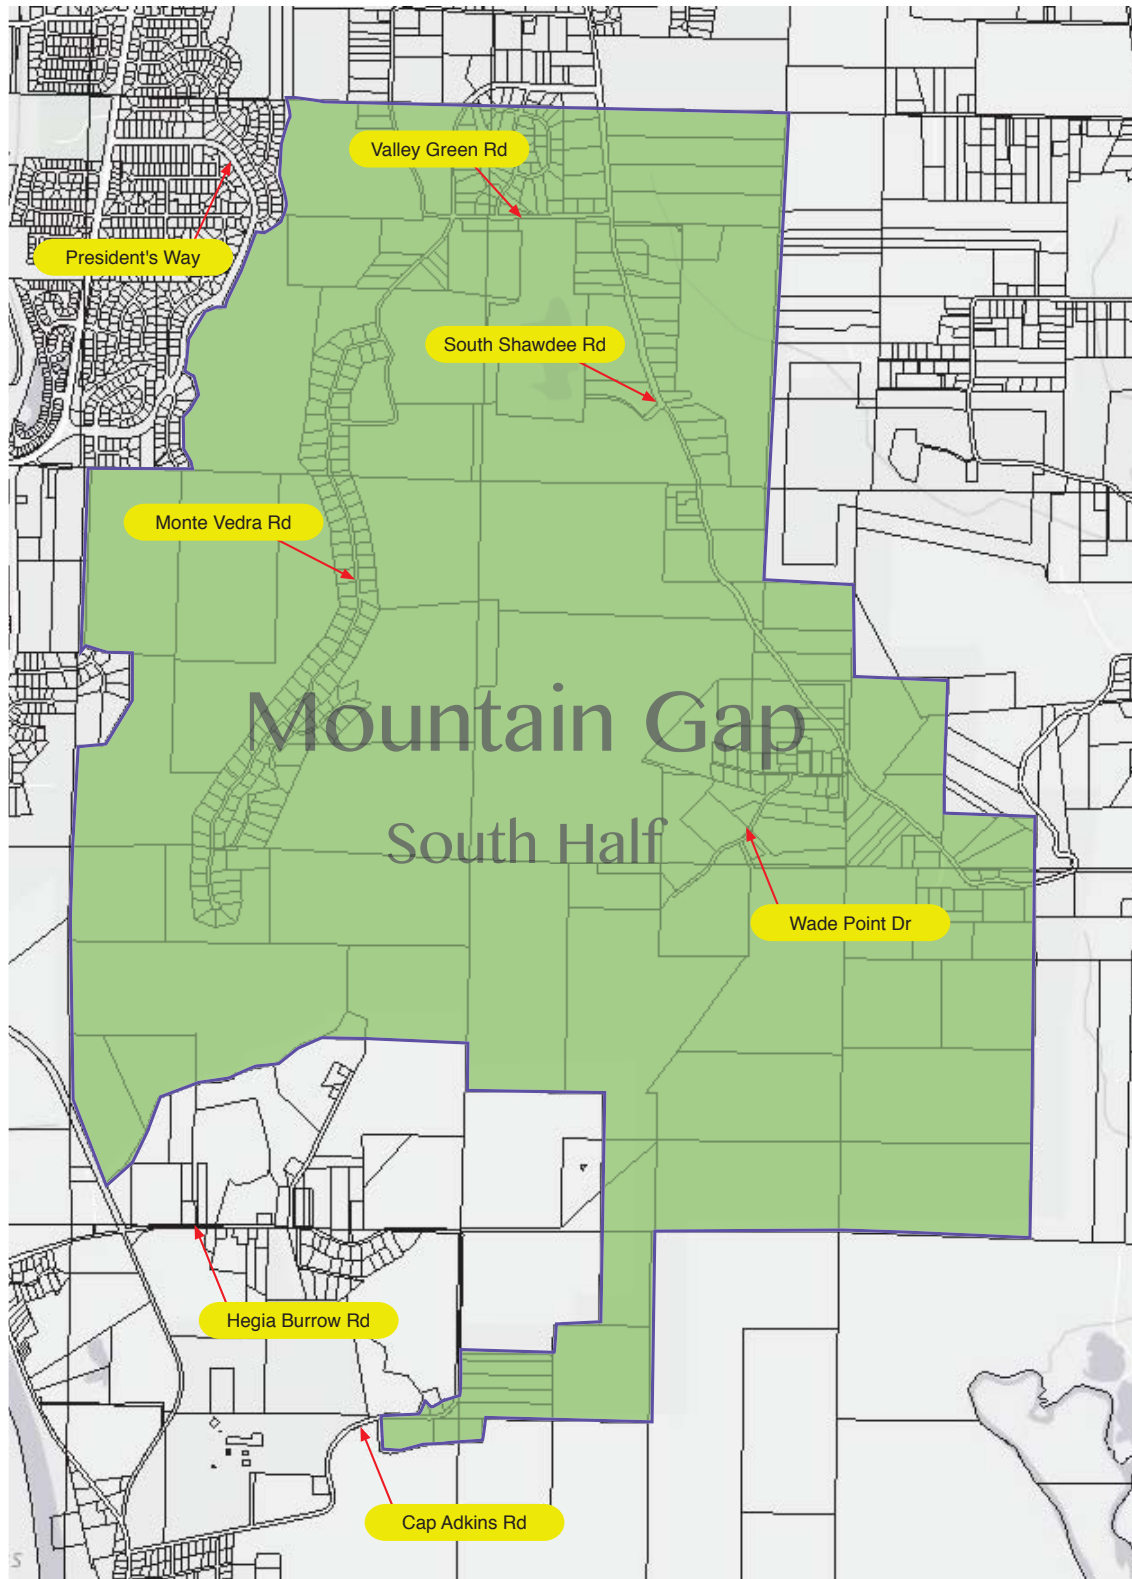 Valley Green Rd
President's Way
South Shawdee Rd
Monte Vedra Rd
Mountain Gap
South Half
Wade Point Dr
Hegia Burrow Rd
Cap Adkins Rd